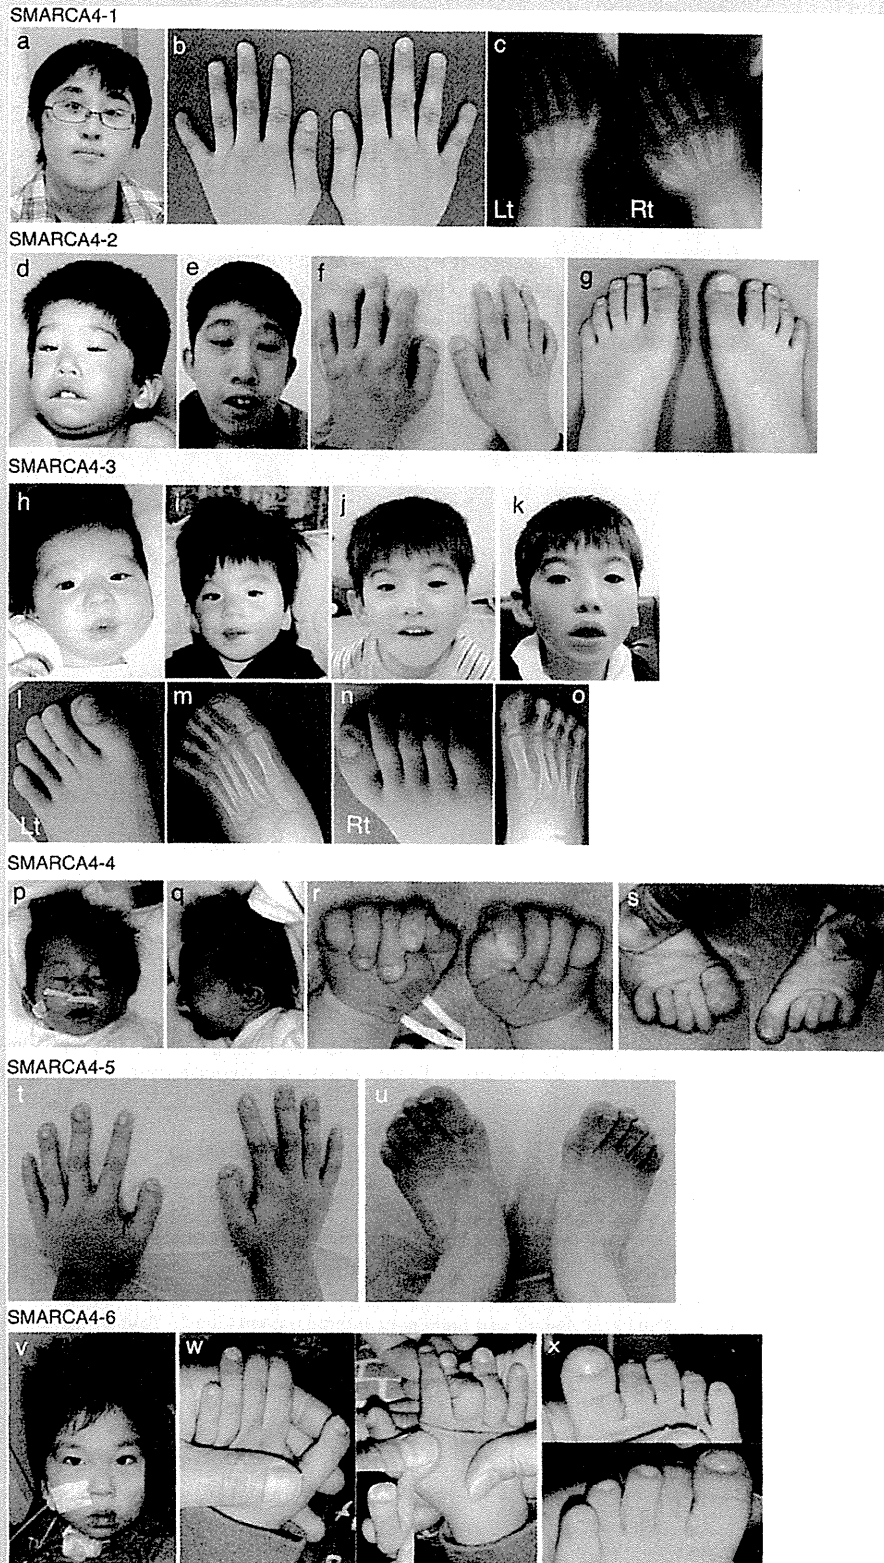 SMARCA4-1
a b c
Lt Rt
SMARCA4-2
d e f g
SMARCA4-3
h i j k
l m n o
Lt Rt
SMARCA4-4
p q r s
SMARCA4-5
t u
SMARCA4-6
v w x